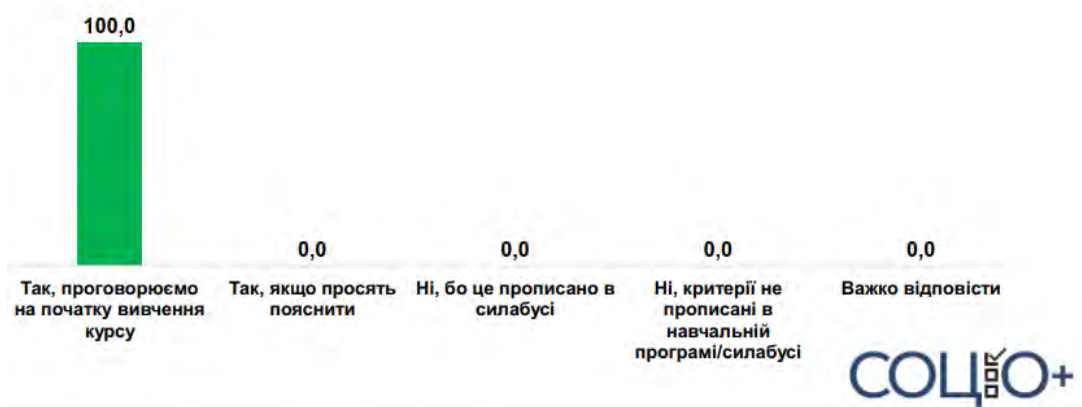 100,0
0,0
0,0
0,0
0,0
Так, проговорюємо
на початку вивчення
курсу
Так, якщо просять
пояснити
Ні, бо це прописано в
силабусі
Ні, критерії не
прописані в
навчальній
програмі/силабусі
Важко відповісти
СОЦІО+